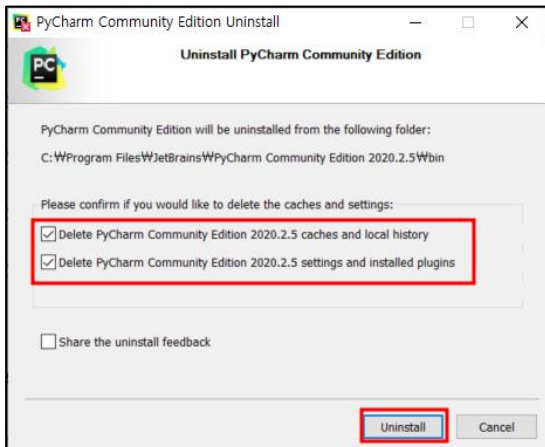 PyCharm Community Edition Uninstall
PC
Uninstall PyCharm Community Edition
PyCharm Community Edition will be uninstalled from the following folder:
C:₩Program Files₩JetBrains₩PyCharm Community Edition 2020.2.5₩bin
Please confirm if you would like to delete the caches and settings:
Delete PyCharm Community Edition 2020.2.5 caches and local history
Delete PyCharm Community Edition 2020.2.5 settings and installed plugins
Share the uninstall feedback
Uninstall
Cancel